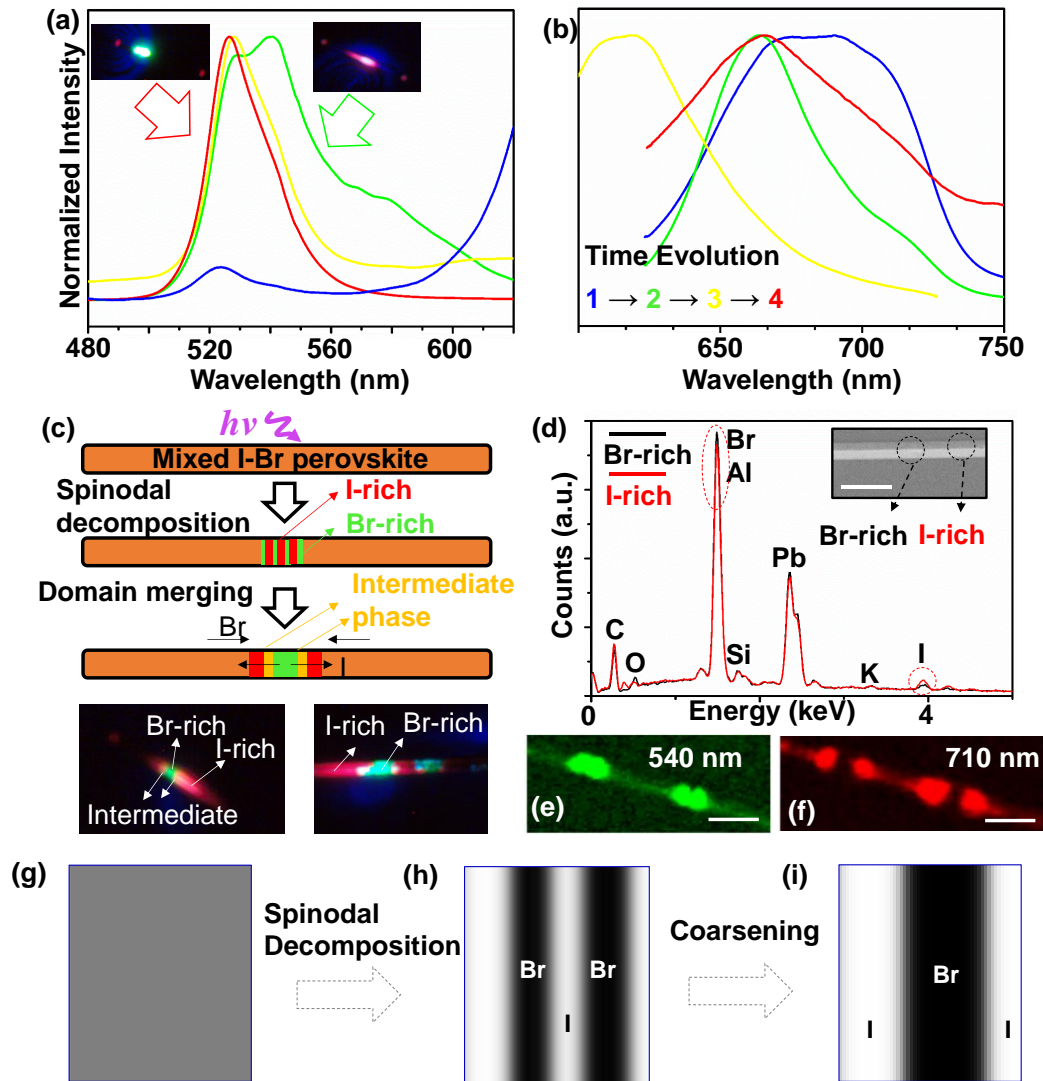 (a)
Normalized Intensity
480 520 560 600
Wavelength (nm)
(b)
Time Evolution
1 → 2 → 3 → 4
650 700 750
Wavelength (nm)
(c)
hν
Mixed I-Br perovskite
Spinodal
decomposition
I-rich
Br-rich
Domain merging
Intermediate
phase
Br
I
Br-rich
I-rich
Intermediate
I-rich
Br-rich
(d)
Counts (a.u.)
Br-rich
I-rich
Br
Al
Br-rich I-rich
Pb
C
O
Si
K
I
0 4
Energy (keV)
540 nm
(e)
710 nm
(f)
(g)
Spinodal
Decomposition
(h)
Br Br
I
Coarsening
(i)
Br
I I